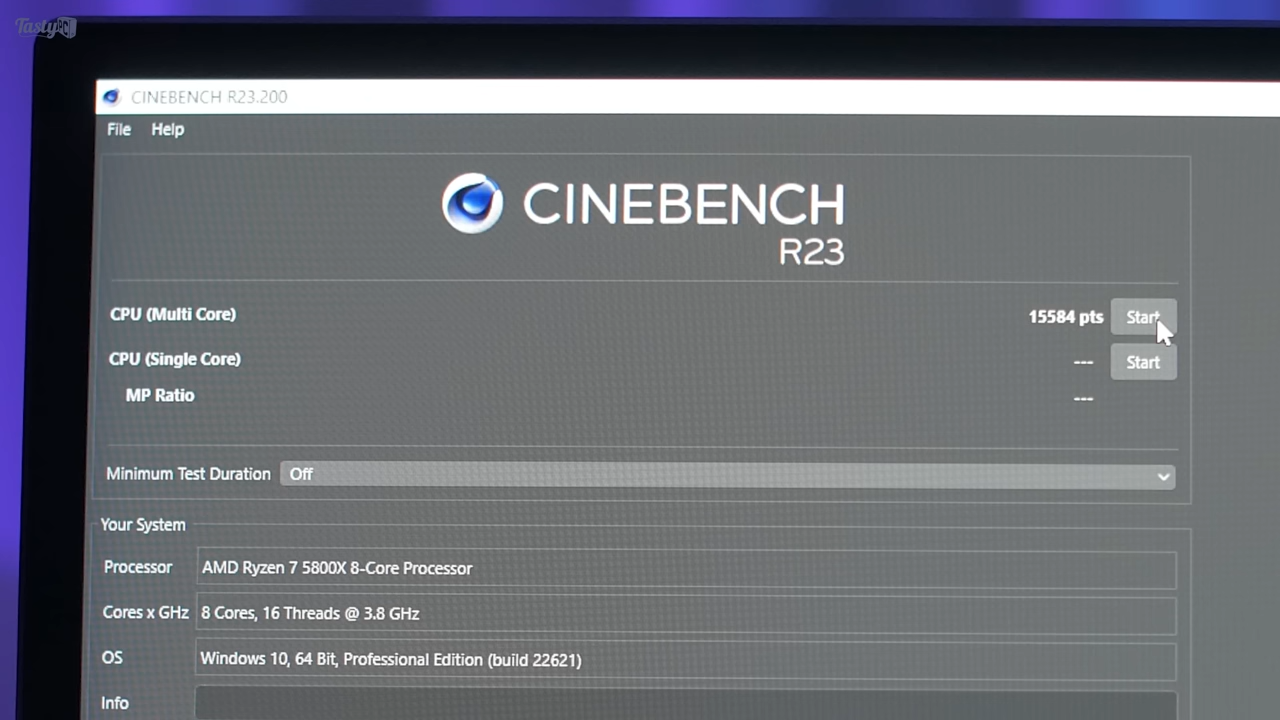 Tasty PC
CINEBENCH R23.200
File Help
CINEBENCH
R23
CPU (Multi Core) 15584 pts Start
CPU (Single Core) --- Start
MP Ratio ---
Minimum Test Duration Off
Your System
Processor AMD Ryzen 7 5800X 8-Core Processor
Cores x GHz 8 Cores, 16 Threads @ 3.8 GHz
OS Windows 10, 64 Bit, Professional Edition (build 22621)
Info